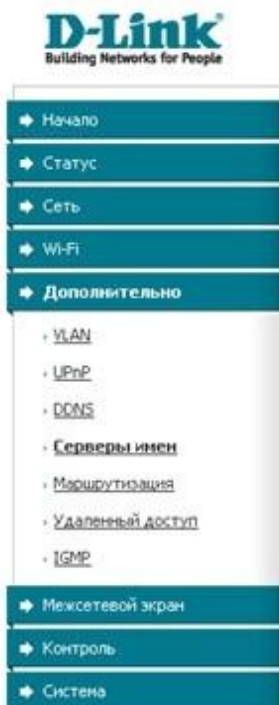 D-Link
Building Networks for People
Начало
Статус
Сеть
Wi-Fi
Дополнительно
VLAN
UPnP
DDNS
Серверы имен
Маршрутизация
Удаленный доступ
IGMP
Межсетевой экран
Контроль
Система